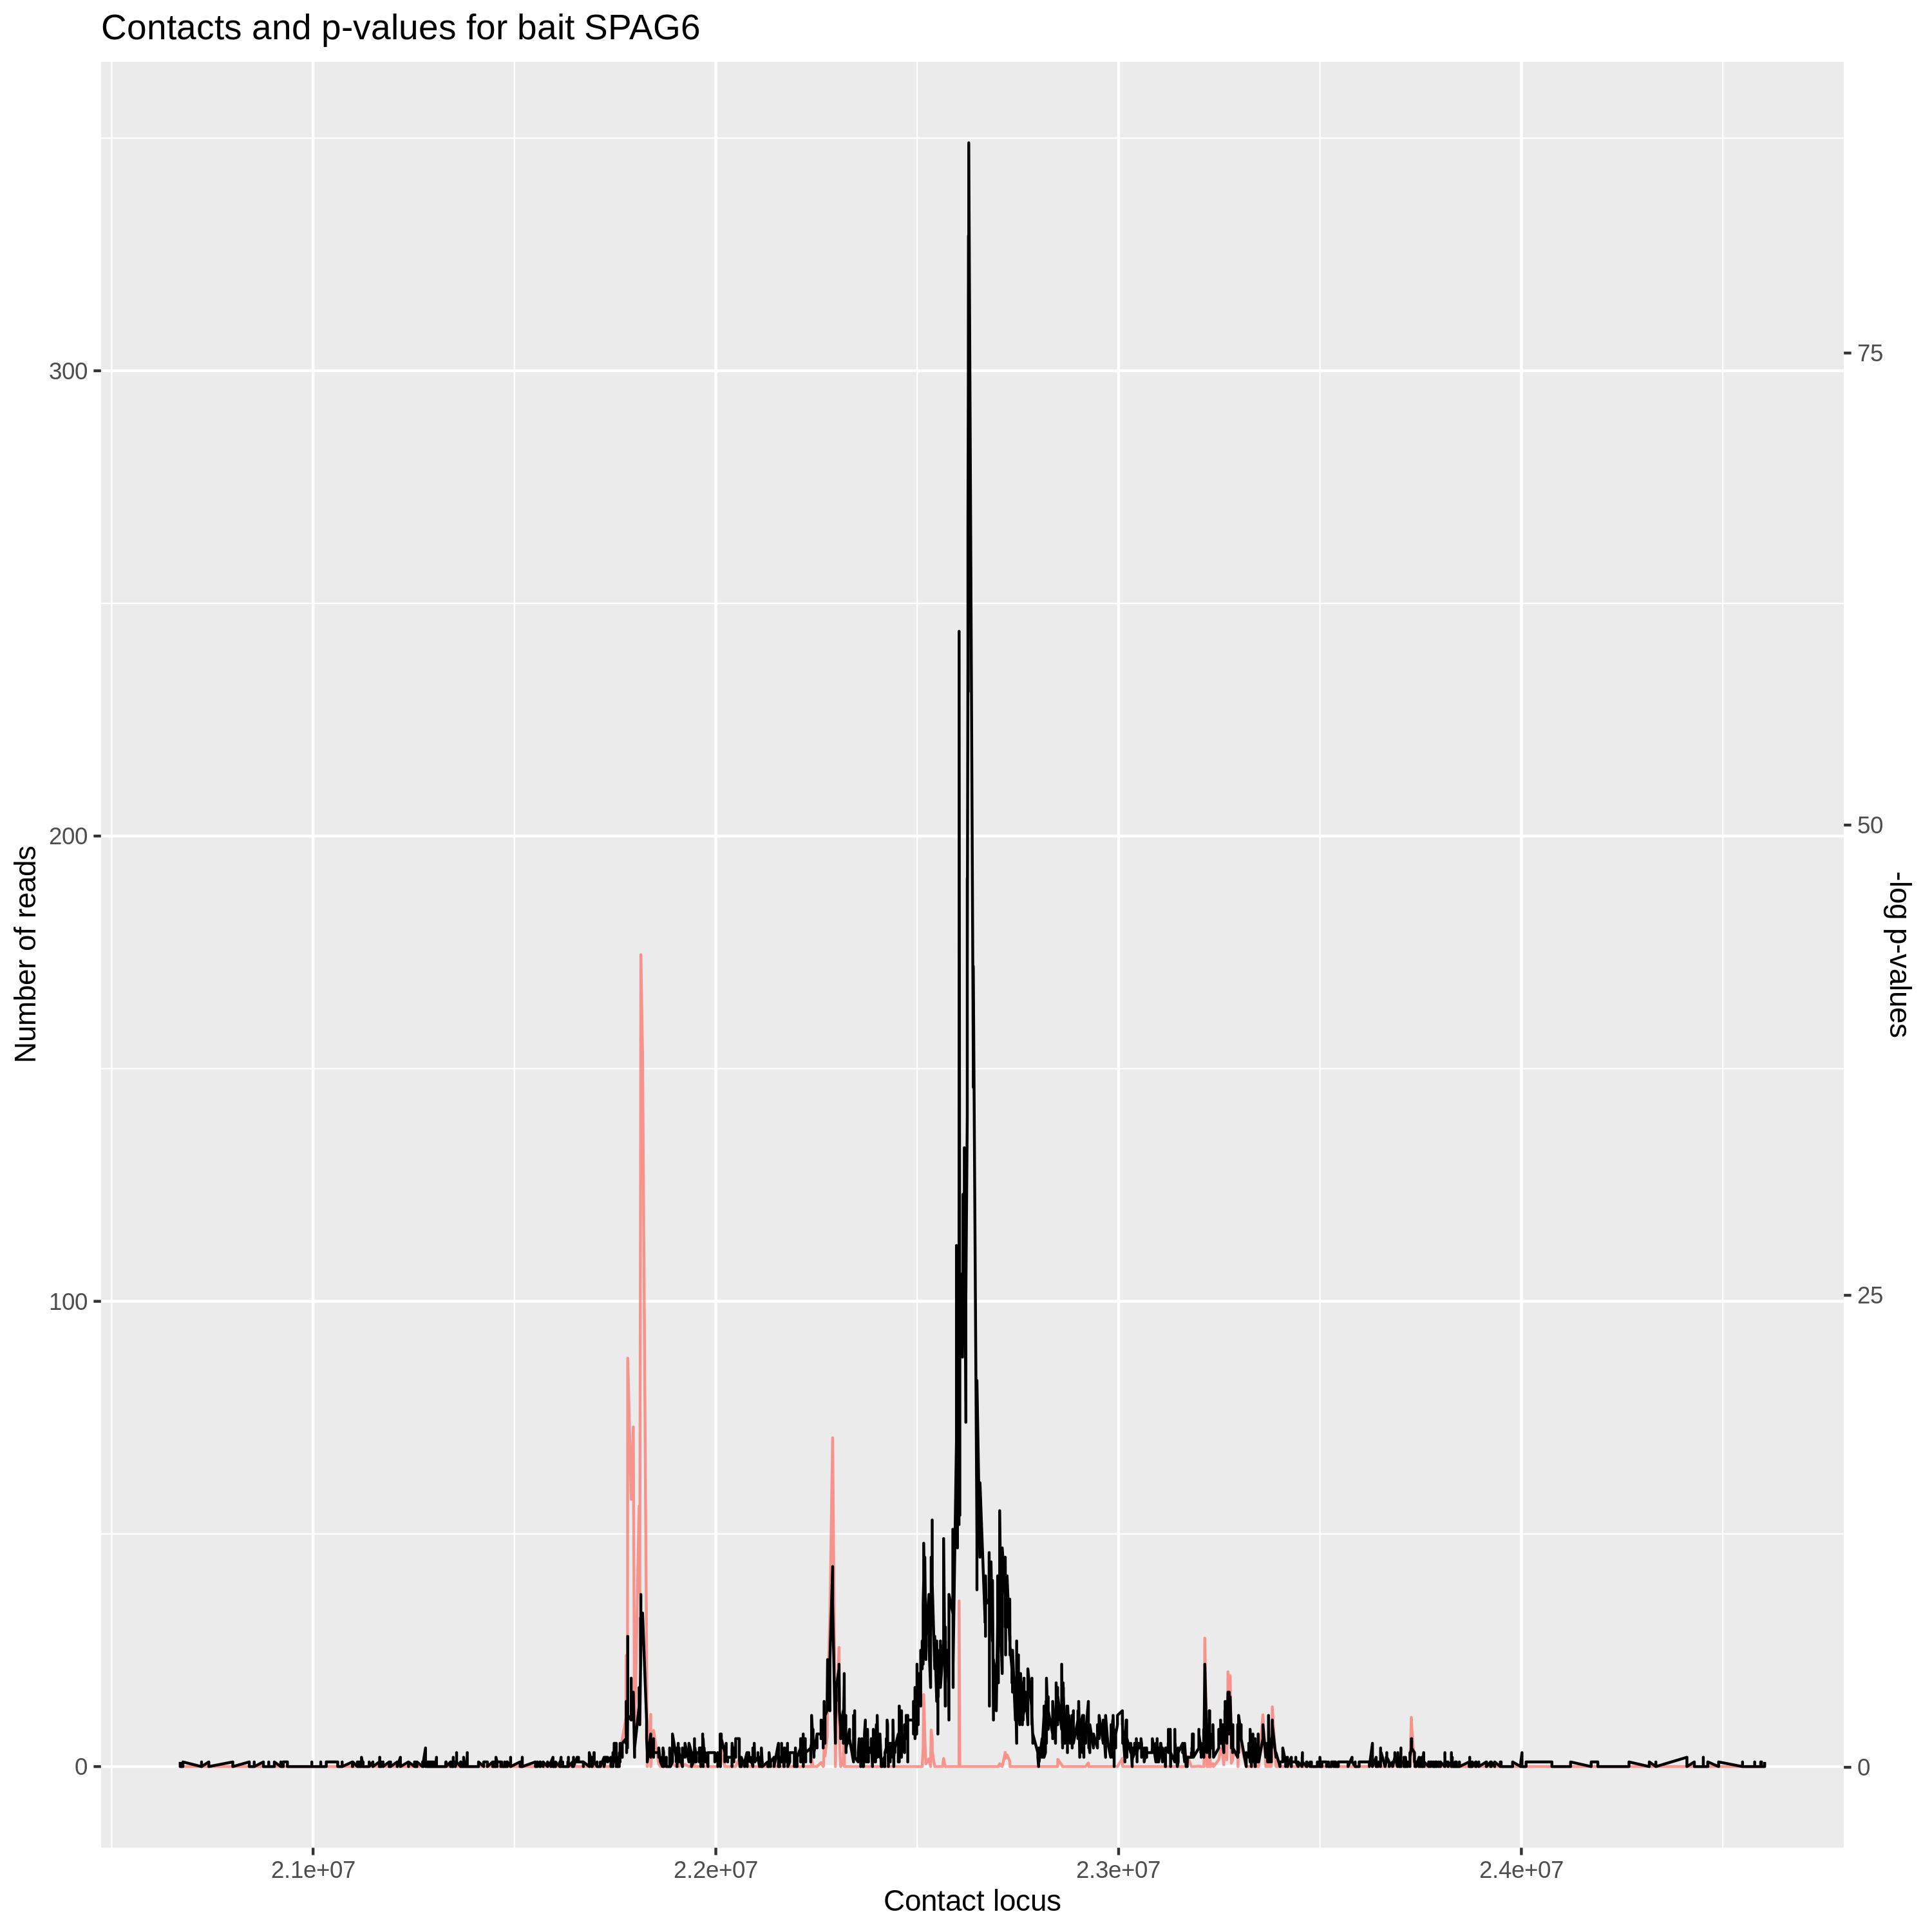 Contacts and p-values for bait SPAG6
Number of reads
300
200
100
0
75
50
25
0
-log p-values
2.1e+07 2.2e+07 2.3e+07 2.4e+07
Contact locus